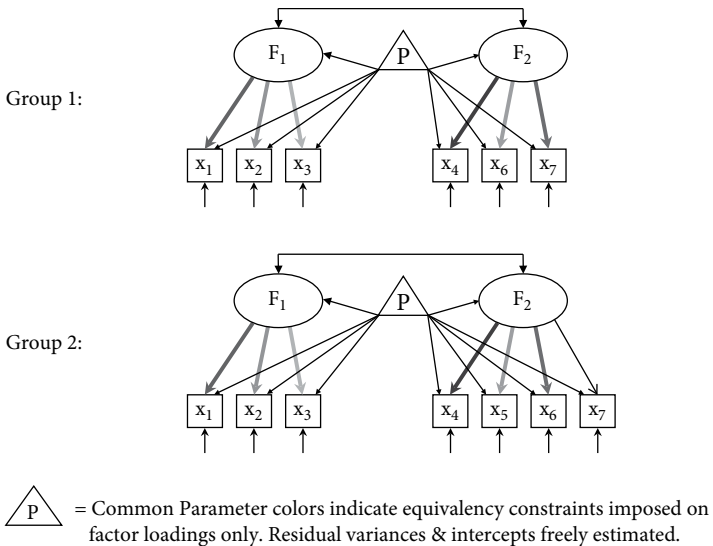 F₁ P F₂
Group 1:
x₁ x₂ x₃ x₄ x₆ x₇
F₁ P F₂
Group 2:
x₁ x₂ x₃ x₄ x₅ x₆ x₇
P = Common Parameter colors indicate equivalency constraints imposed on
factor loadings only. Residual variances & intercepts freely estimated.